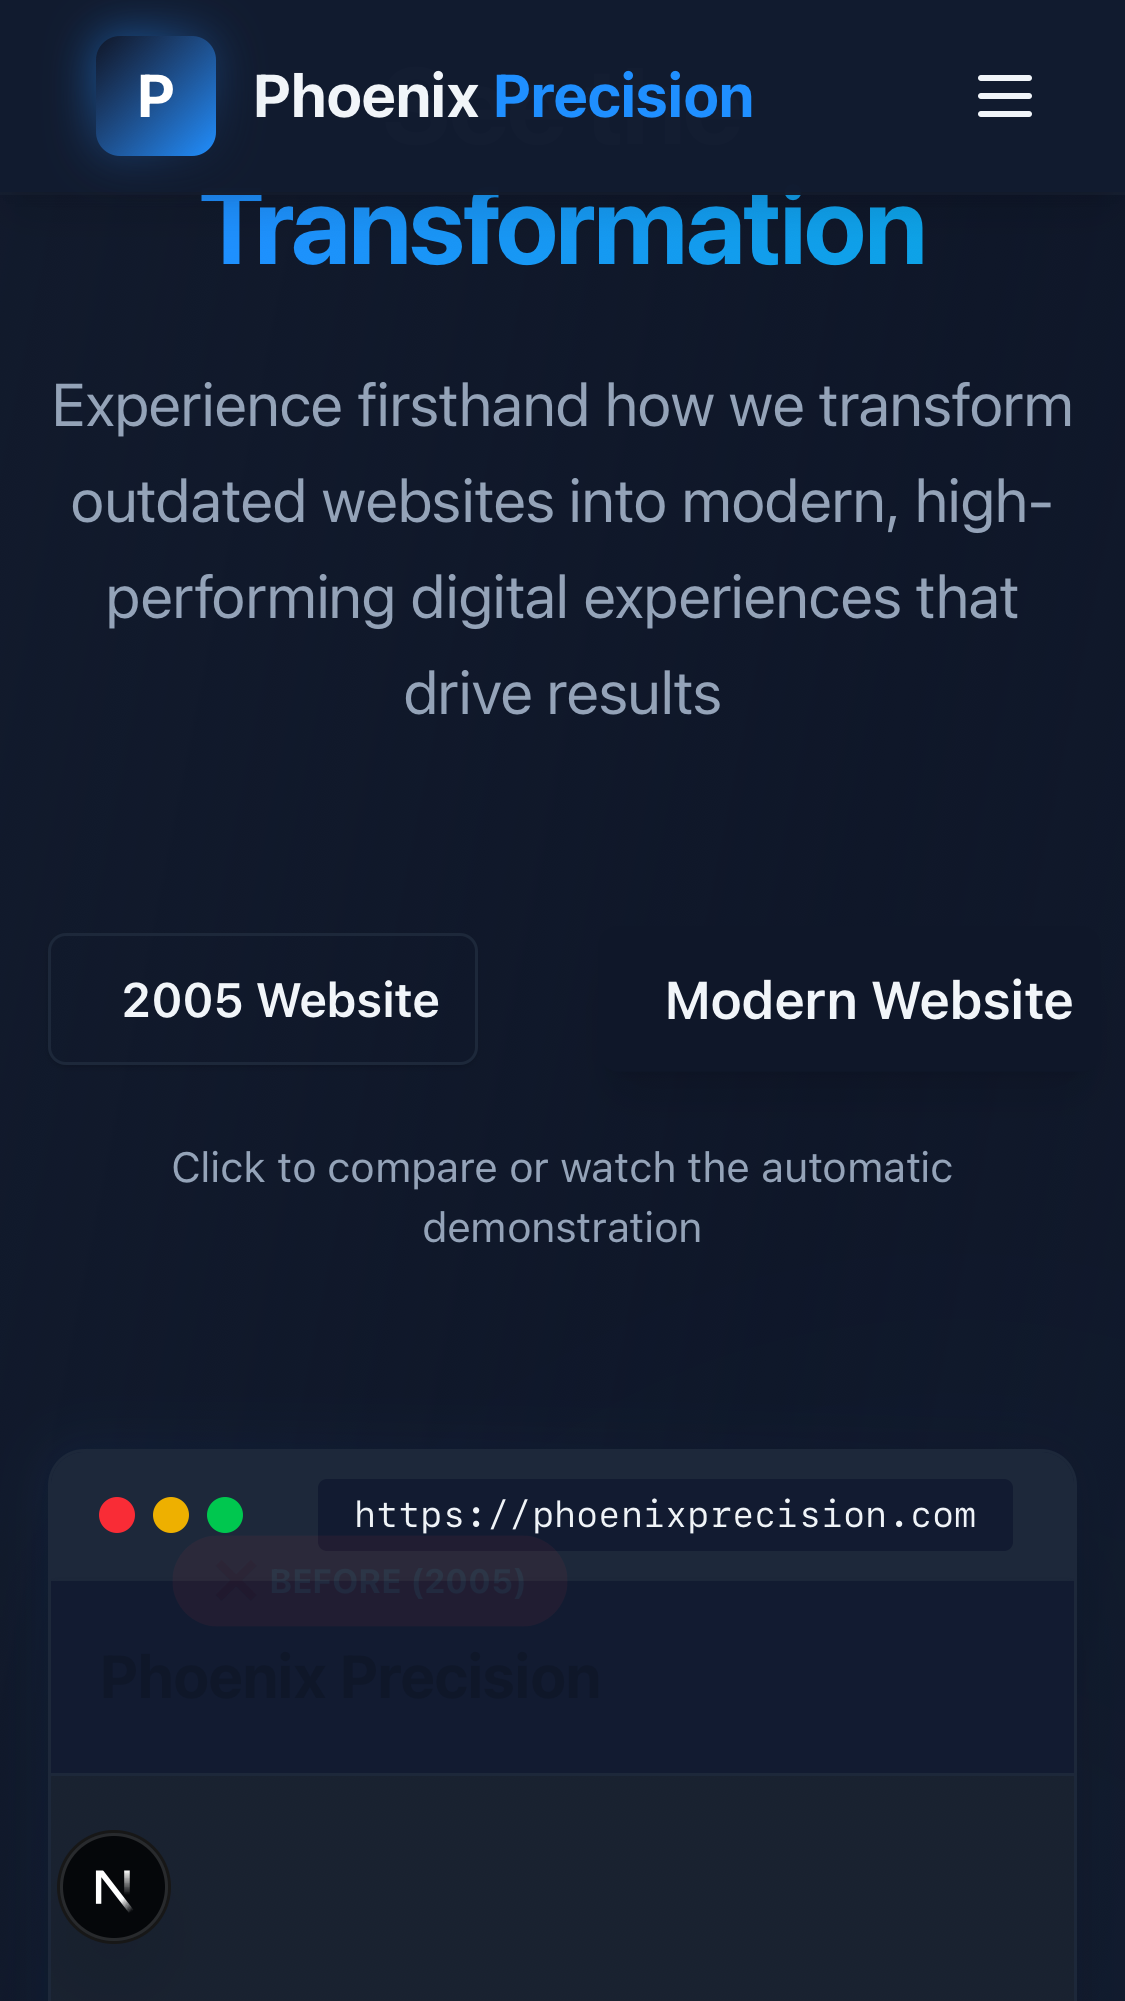 P Phoenix Precision
Transformation
Experience firsthand how we transform
outdated websites into modern, high-
performing digital experiences that
drive results
2005 Website
Modern Website
Click to compare or watch the automatic
demonstration
https://phoenixprecision.com
❌ BEFORE (2005)
Phoenix Precision
N